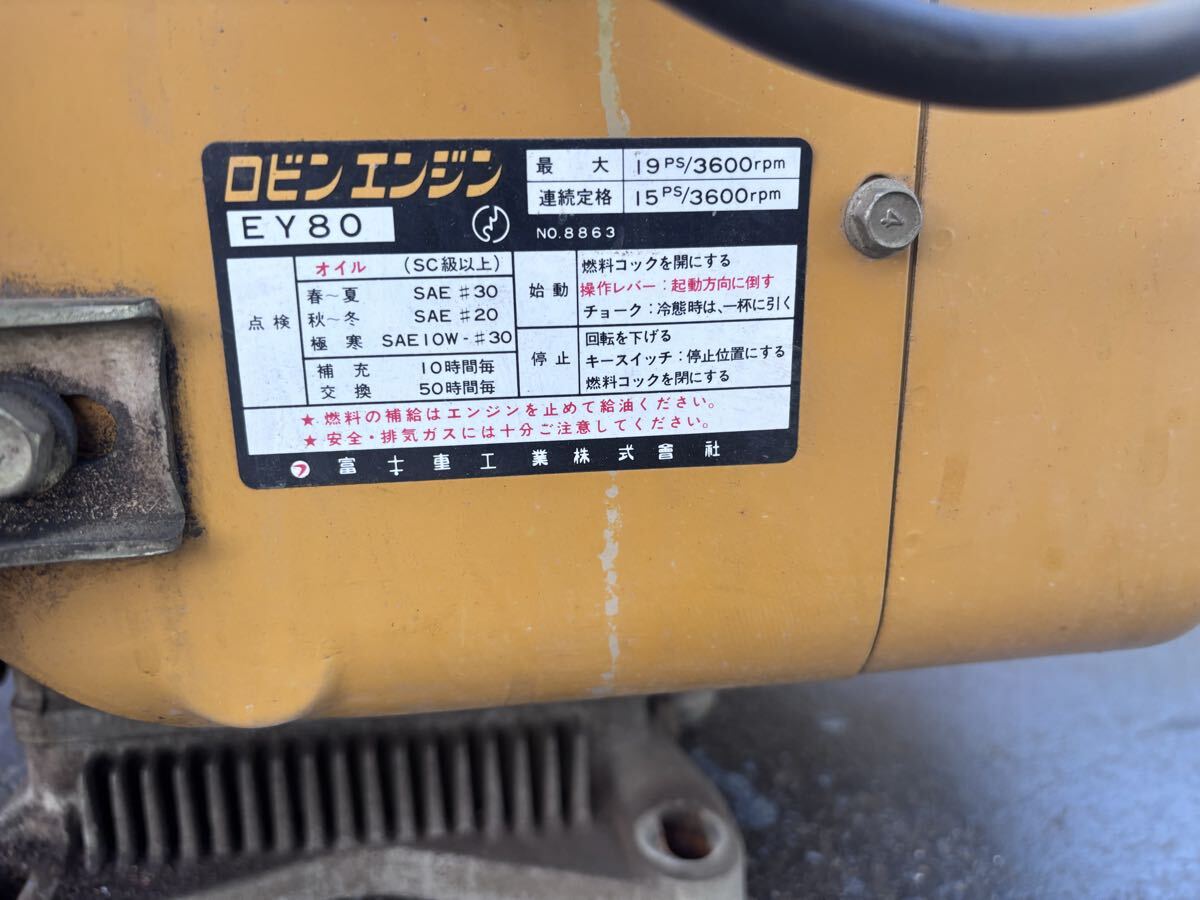 ロビンエンジン
EY80
最大 19PS/3600rpm
連続定格 15PS/3600rpm
NO.8863
点検
オイル (SC級以上)
春～夏 SAE #30
秋～冬 SAE #20
極寒 SAE10W-#30
補充 10時間毎
交換 50時間毎
始動
燃料コックを開にする
操作レバー：起動方向に倒す
チョーク：冷態時は、一杯に引く
停止
回転を下げる
キースイッチ：停止位置にする
燃料コックを閉にする
★燃料の補給はエンジンを止めて給油ください。
★安全・排気ガスには十分ご注意してください。
富士重工業株式會社
4